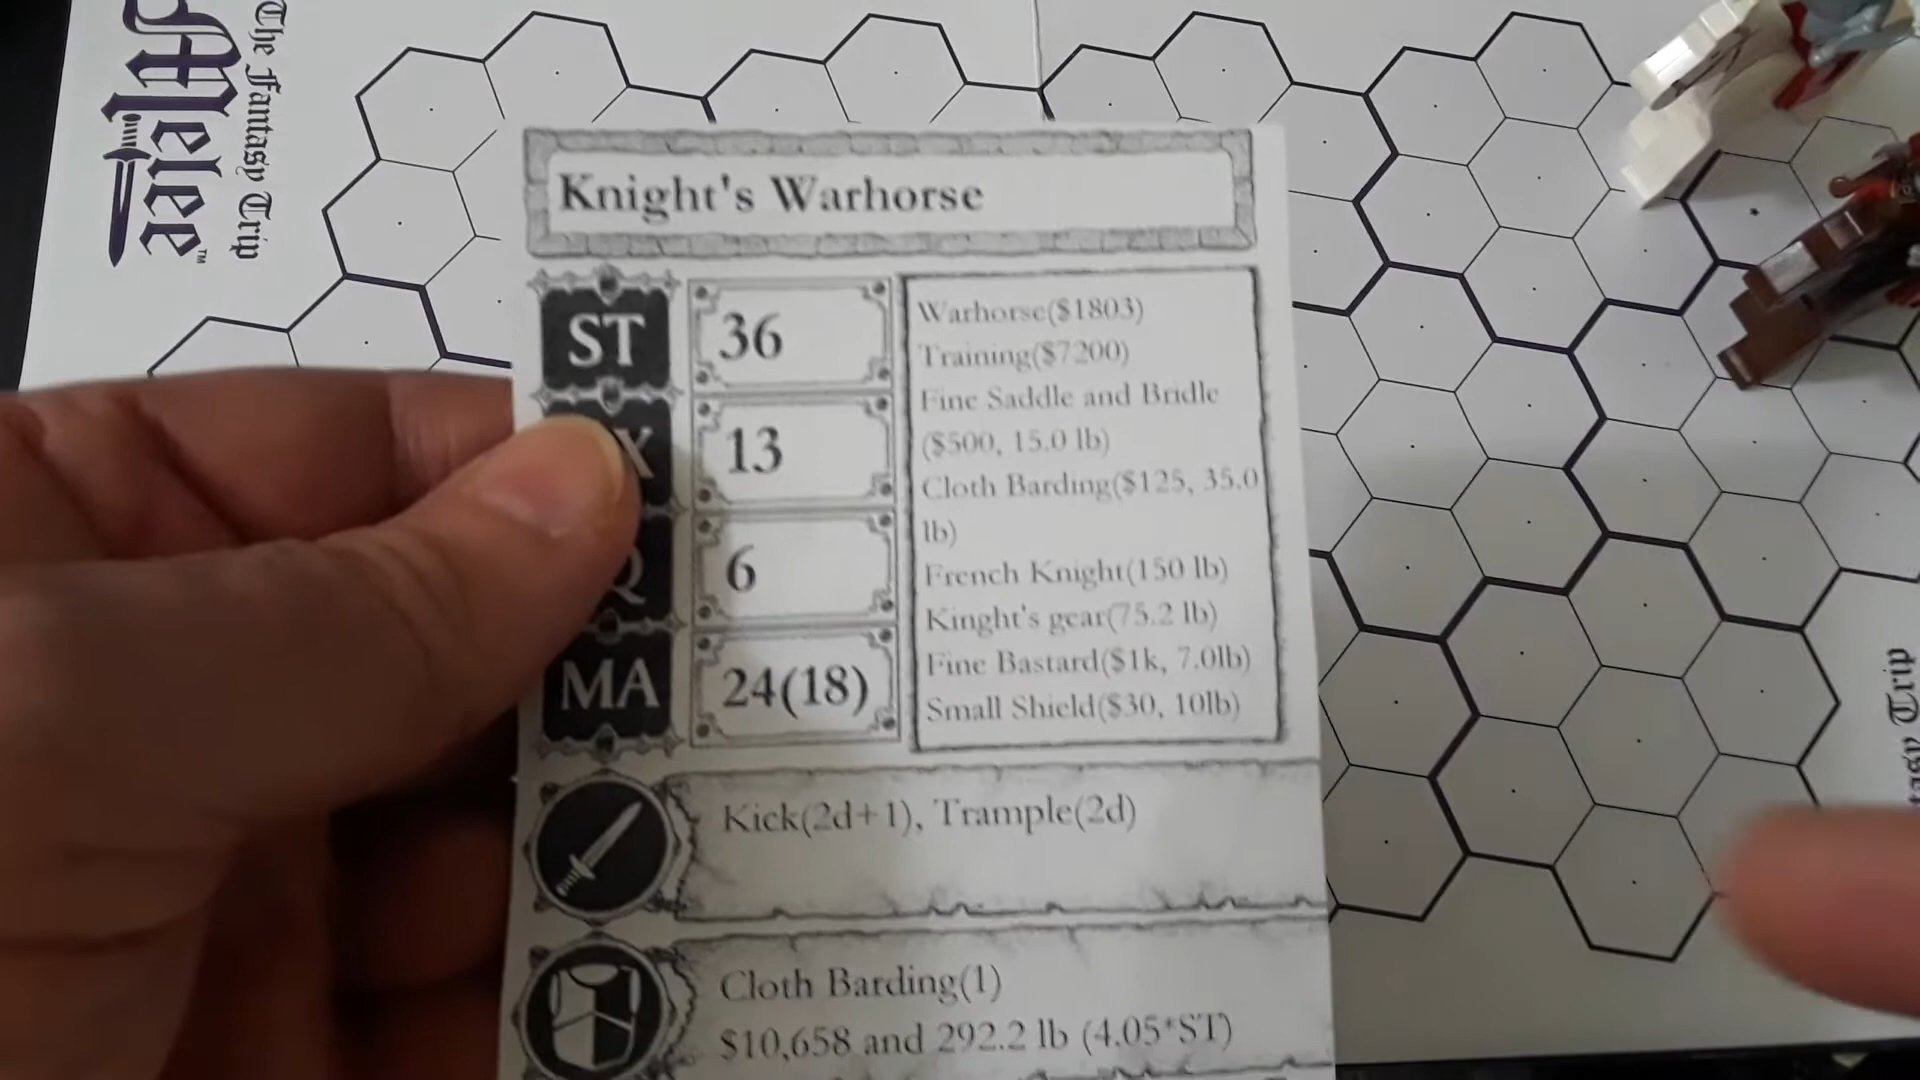 Melee™
The Fantasy Trip
Knight's Warhorse
ST
36
X
13
Q
6
MA
24(18)
Warhorse($1803)
Training($7200)
Fine Saddle and Bridle
($500, 15.0 lb)
Cloth Barding($125, 35.0
lb)
French Knight(150 lb)
Kinght's gear(75.2 lb)
Fine Bastard($1k, 7.0lb)
Small Shield($30, 10lb)
Kick(2d+1), Trample(2d)
Cloth Barding(1)
$10,658 and 292.2 lb (4.05*ST)
tasy Trip